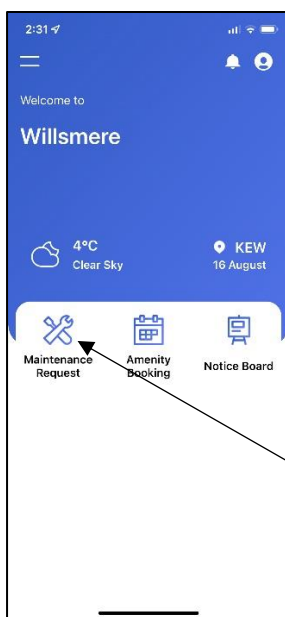 2:31
Welcome to
Willsmere
4°C
Clear Sky
KEW
16 August
Maintenance
Request
Amenity
Booking
Notice Board